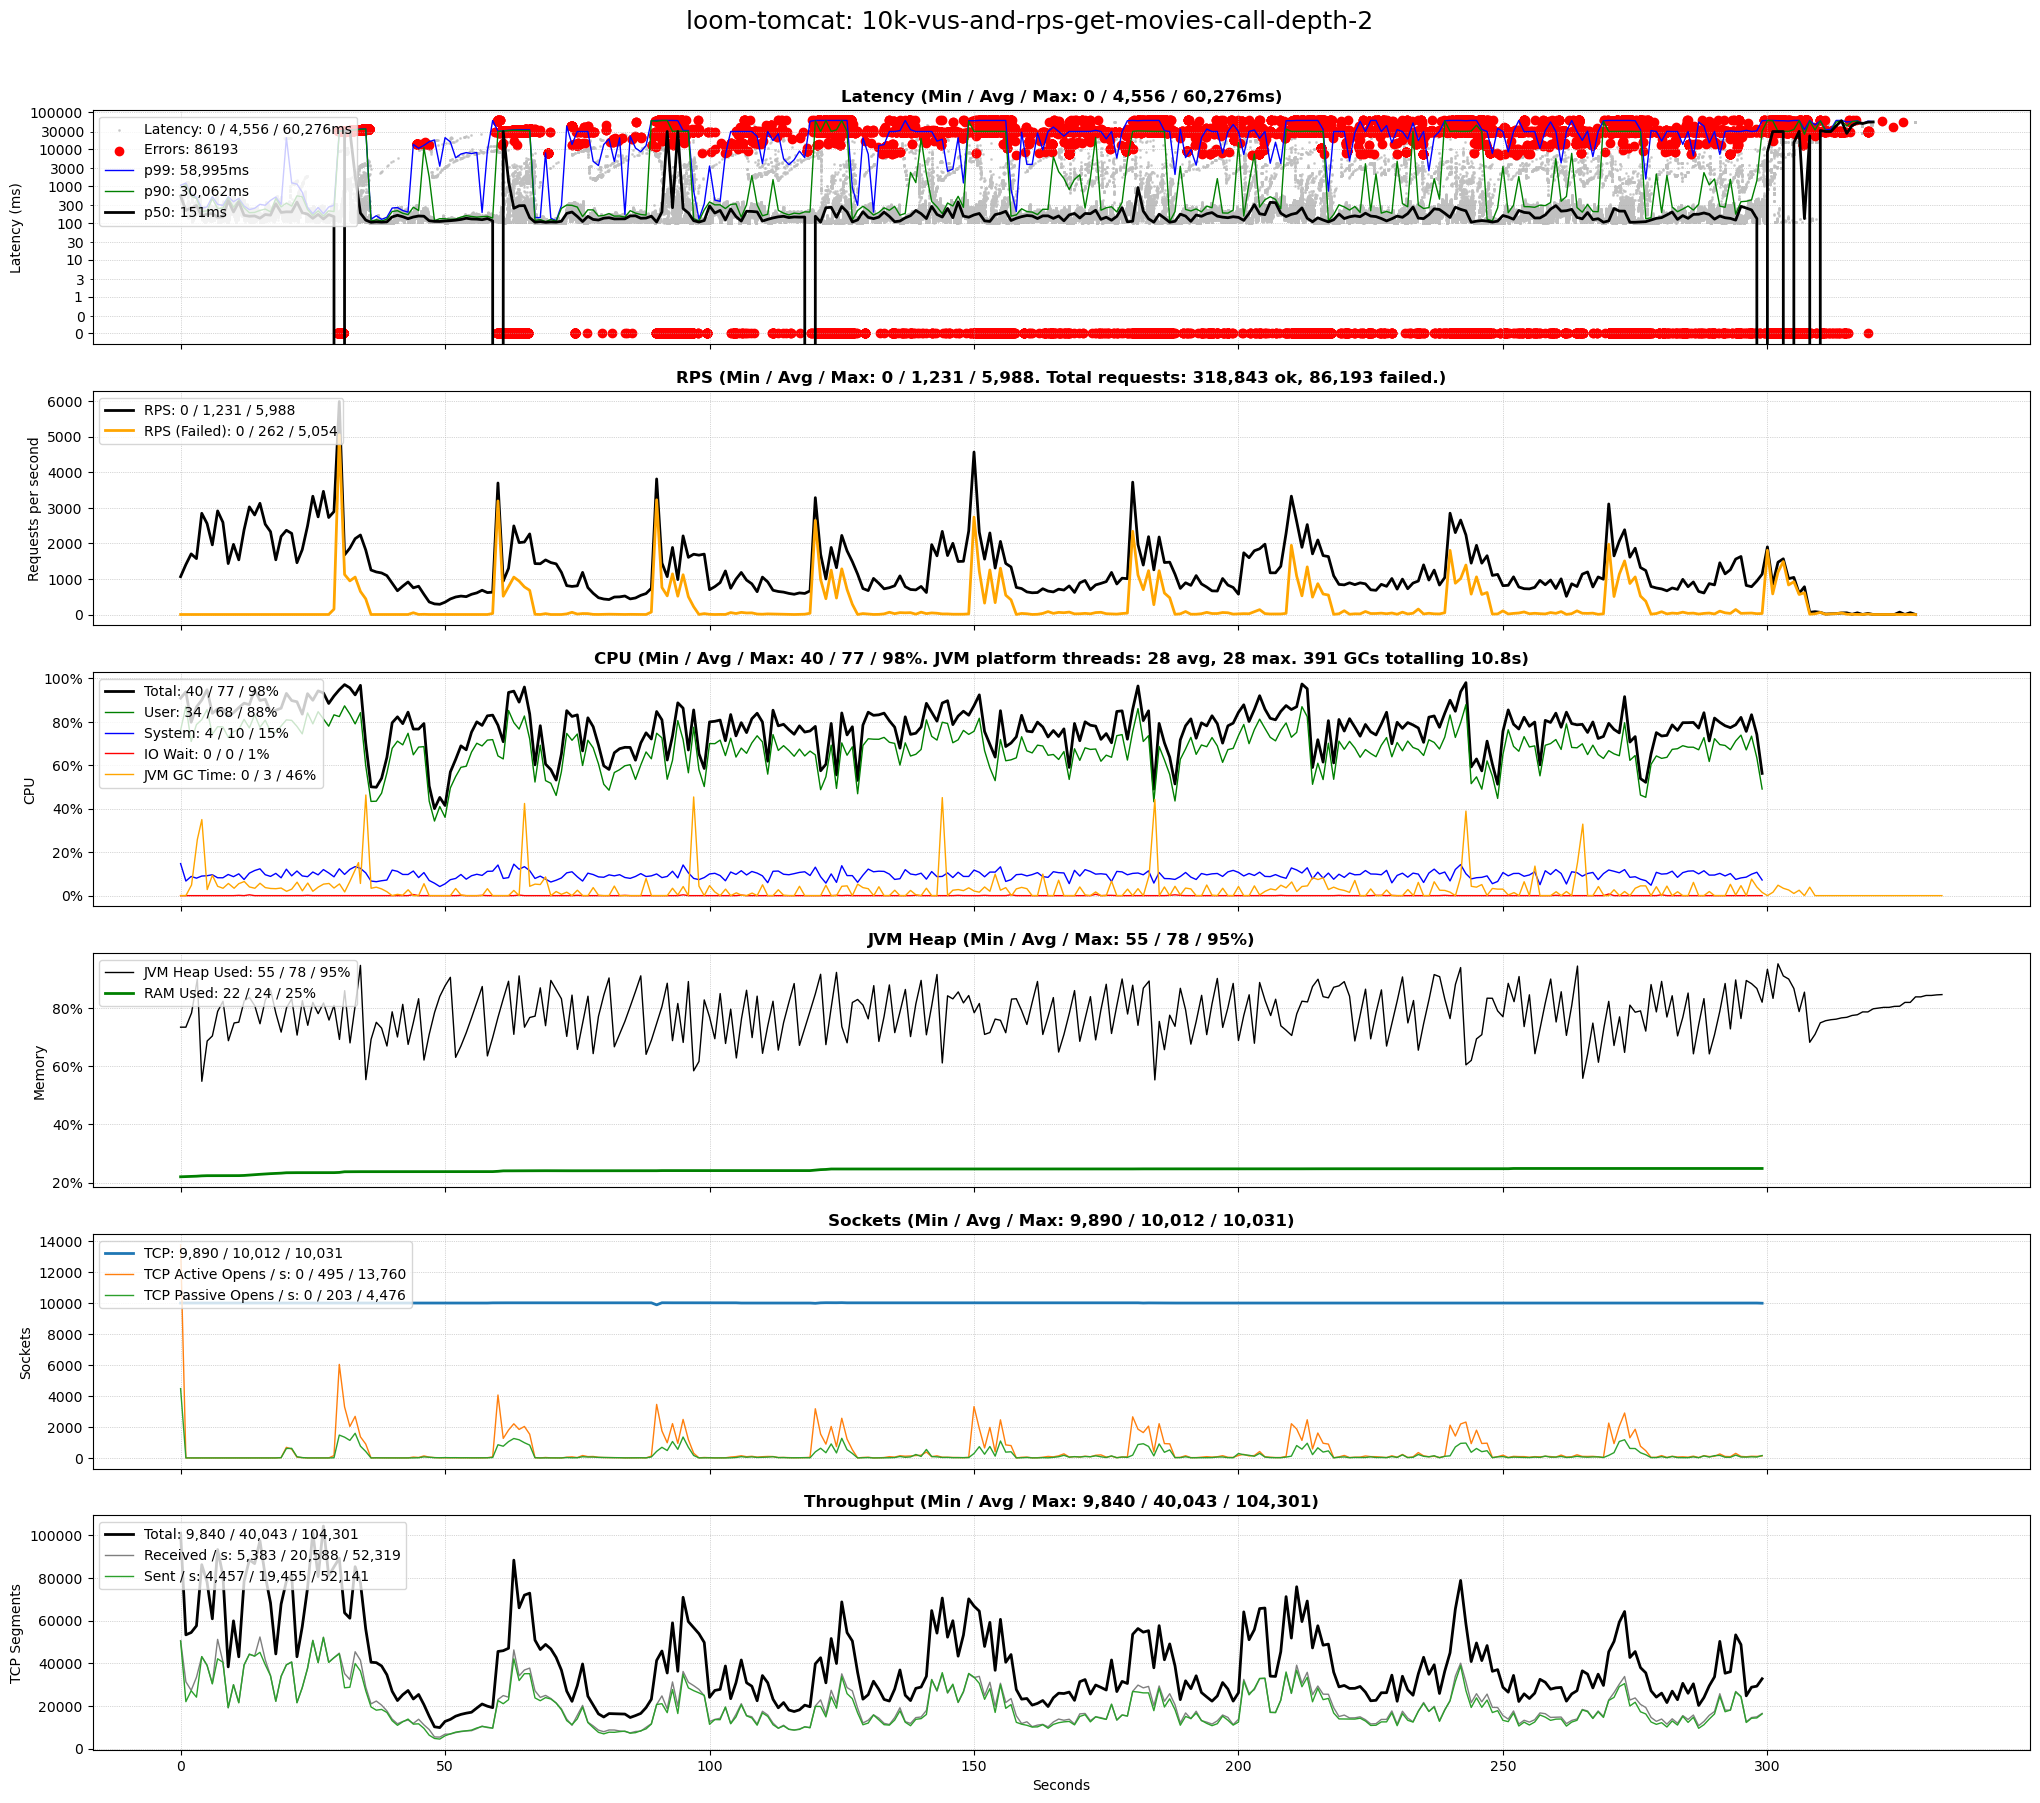 loom-tomcat: 10k-vus-and-rps-get-movies-call-depth-2
Latency (Min / Avg / Max: 0 / 4,556 / 60,276ms)
Latency (ms)
100000
30000
10000
3000
1000
300
100
30
10
3
1
0
0
Latency: 0 / 4,556 / 60,276ms
Errors: 86193
p99: 58,995ms
p90: 30,062ms
p50: 151ms
RPS (Min / Avg / Max: 0 / 1,231 / 5,988. Total requests: 318,843 ok, 86,193 failed.)
Requests per second
6000
5000
4000
3000
2000
1000
0
RPS: 0 / 1,231 / 5,988
RPS (Failed): 0 / 262 / 5,054
CPU (Min / Avg / Max: 40 / 77 / 98%. JVM platform threads: 28 avg, 28 max. 391 GCs totalling 10.8s)
CPU
100%
80%
60%
40%
20%
0%
Total: 40 / 77 / 98%
User: 34 / 68 / 88%
System: 4 / 10 / 15%
IO Wait: 0 / 0 / 1%
JVM GC Time: 0 / 3 / 46%
JVM Heap (Min / Avg / Max: 55 / 78 / 95%)
Memory
80%
60%
40%
20%
JVM Heap Used: 55 / 78 / 95%
RAM Used: 22 / 24 / 25%
Sockets (Min / Avg / Max: 9,890 / 10,012 / 10,031)
Sockets
14000
12000
10000
8000
6000
4000
2000
0
TCP: 9,890 / 10,012 / 10,031
TCP Active Opens / s: 0 / 495 / 13,760
TCP Passive Opens / s: 0 / 203 / 4,476
Throughput (Min / Avg / Max: 9,840 / 40,043 / 104,301)
TCP Segments
100000
80000
60000
40000
20000
0
Total: 9,840 / 40,043 / 104,301
Received / s: 5,383 / 20,588 / 52,319
Sent / s: 4,457 / 19,455 / 52,141
0 50 100 150 200 250 300
Seconds